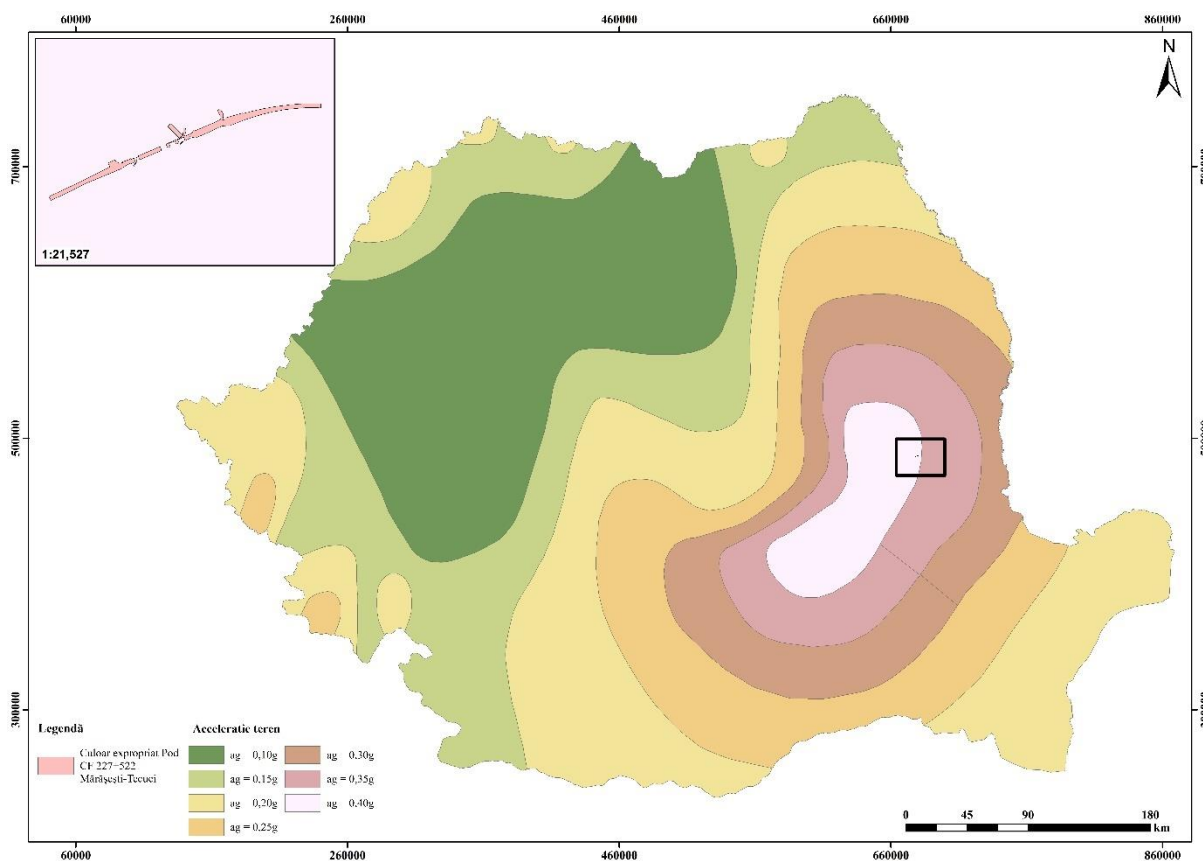 60000 260000 460000 660000 860000
N
1:21,527
700000
500000
300000
Legendă
Culoar expropriat Pod
CF 227-522
Mărășești-Tecuci
Acceleratie teren
ag = 0,10g
ag = 0.15g
ag = 0,20g
ag = 0.25g
ag = 0.30g
ag = 0,35g
ag = 0.40g
0 45 90 180
km
60000 260000 460000 660000 860000